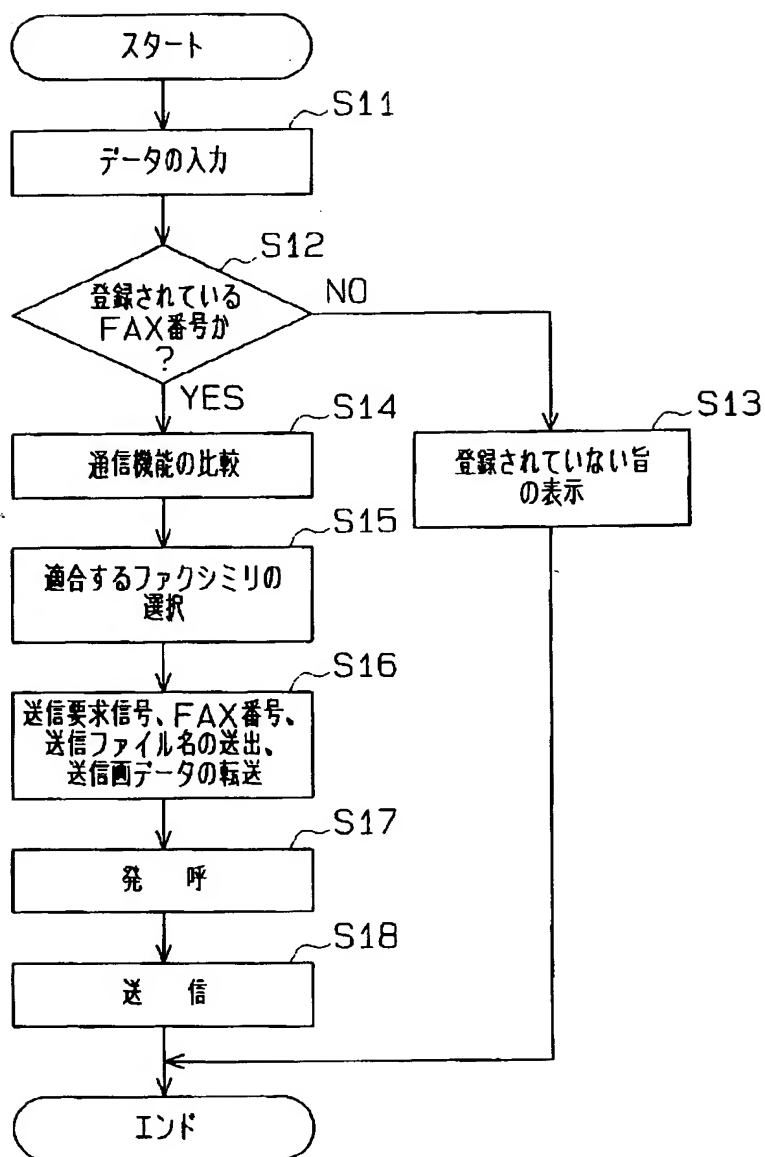 スタート
S11
データの入力
S12
登録されている
FAX番号か
?
NO
YES
S14
通信機能の比較
S13
登録されていない旨
の表示
S15
適合するファクシミリの
選択
S16
送信要求信号、FAX番号、
送信ファイル名の送出、
送信画データの転送
S17
発 呼
S18
送 信
エンド